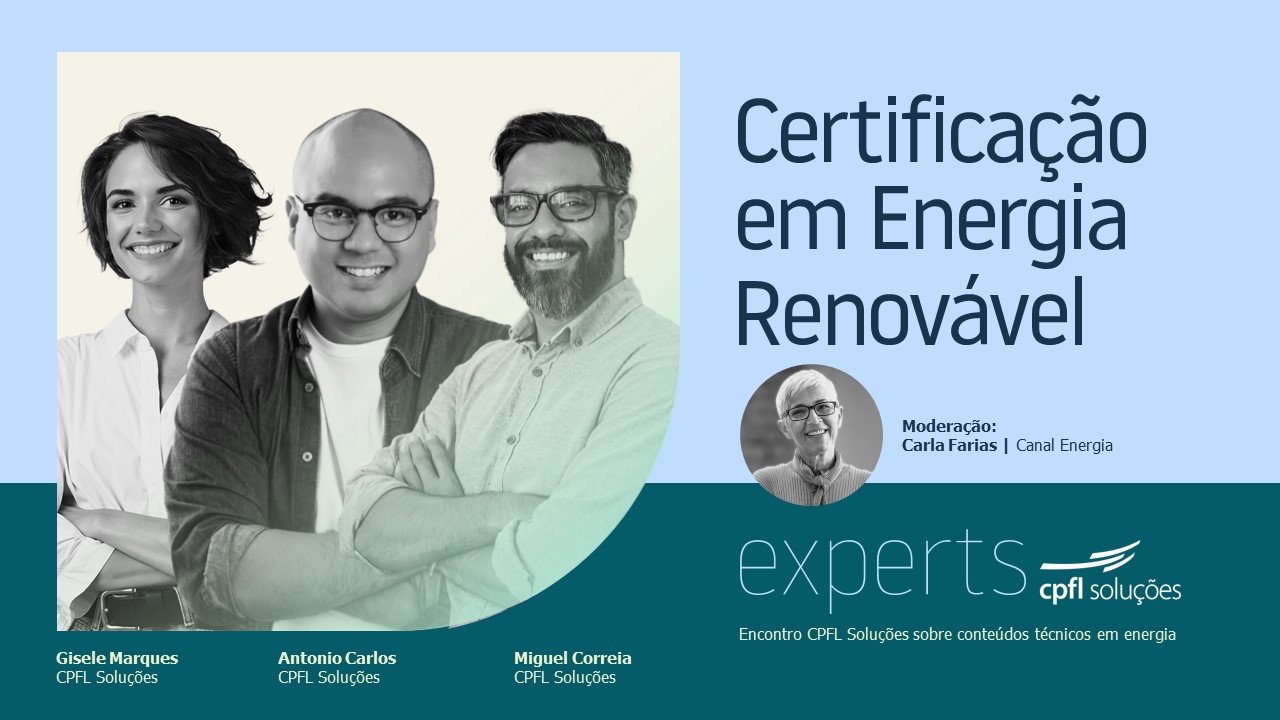 Certificação
em Energia
Renovável
Moderação:
Carla Farias | Canal Energia
experts cpfl soluções
Encontro CPFL Soluções sobre conteúdos técnicos em energia
Gisele Marques
CPFL Soluções
Antonio Carlos
CPFL Soluções
Miguel Correia
CPFL Soluções